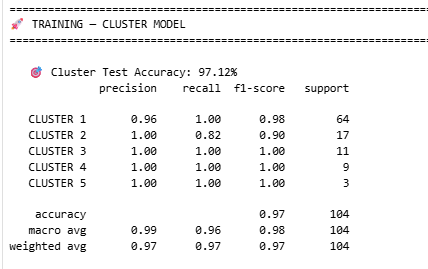 ================================================================
🚀 TRAINING — CLUSTER MODEL
================================================================
🎯 Cluster Test Accuracy: 97.12%
precision recall f1-score support
CLUSTER 1 0.96 1.00 0.98 64
CLUSTER 2 1.00 0.82 0.90 17
CLUSTER 3 1.00 1.00 1.00 11
CLUSTER 4 1.00 1.00 1.00 9
CLUSTER 5 1.00 1.00 1.00 3
accuracy 0.97 104
macro avg 0.99 0.96 0.98 104
weighted avg 0.97 0.97 0.97 104